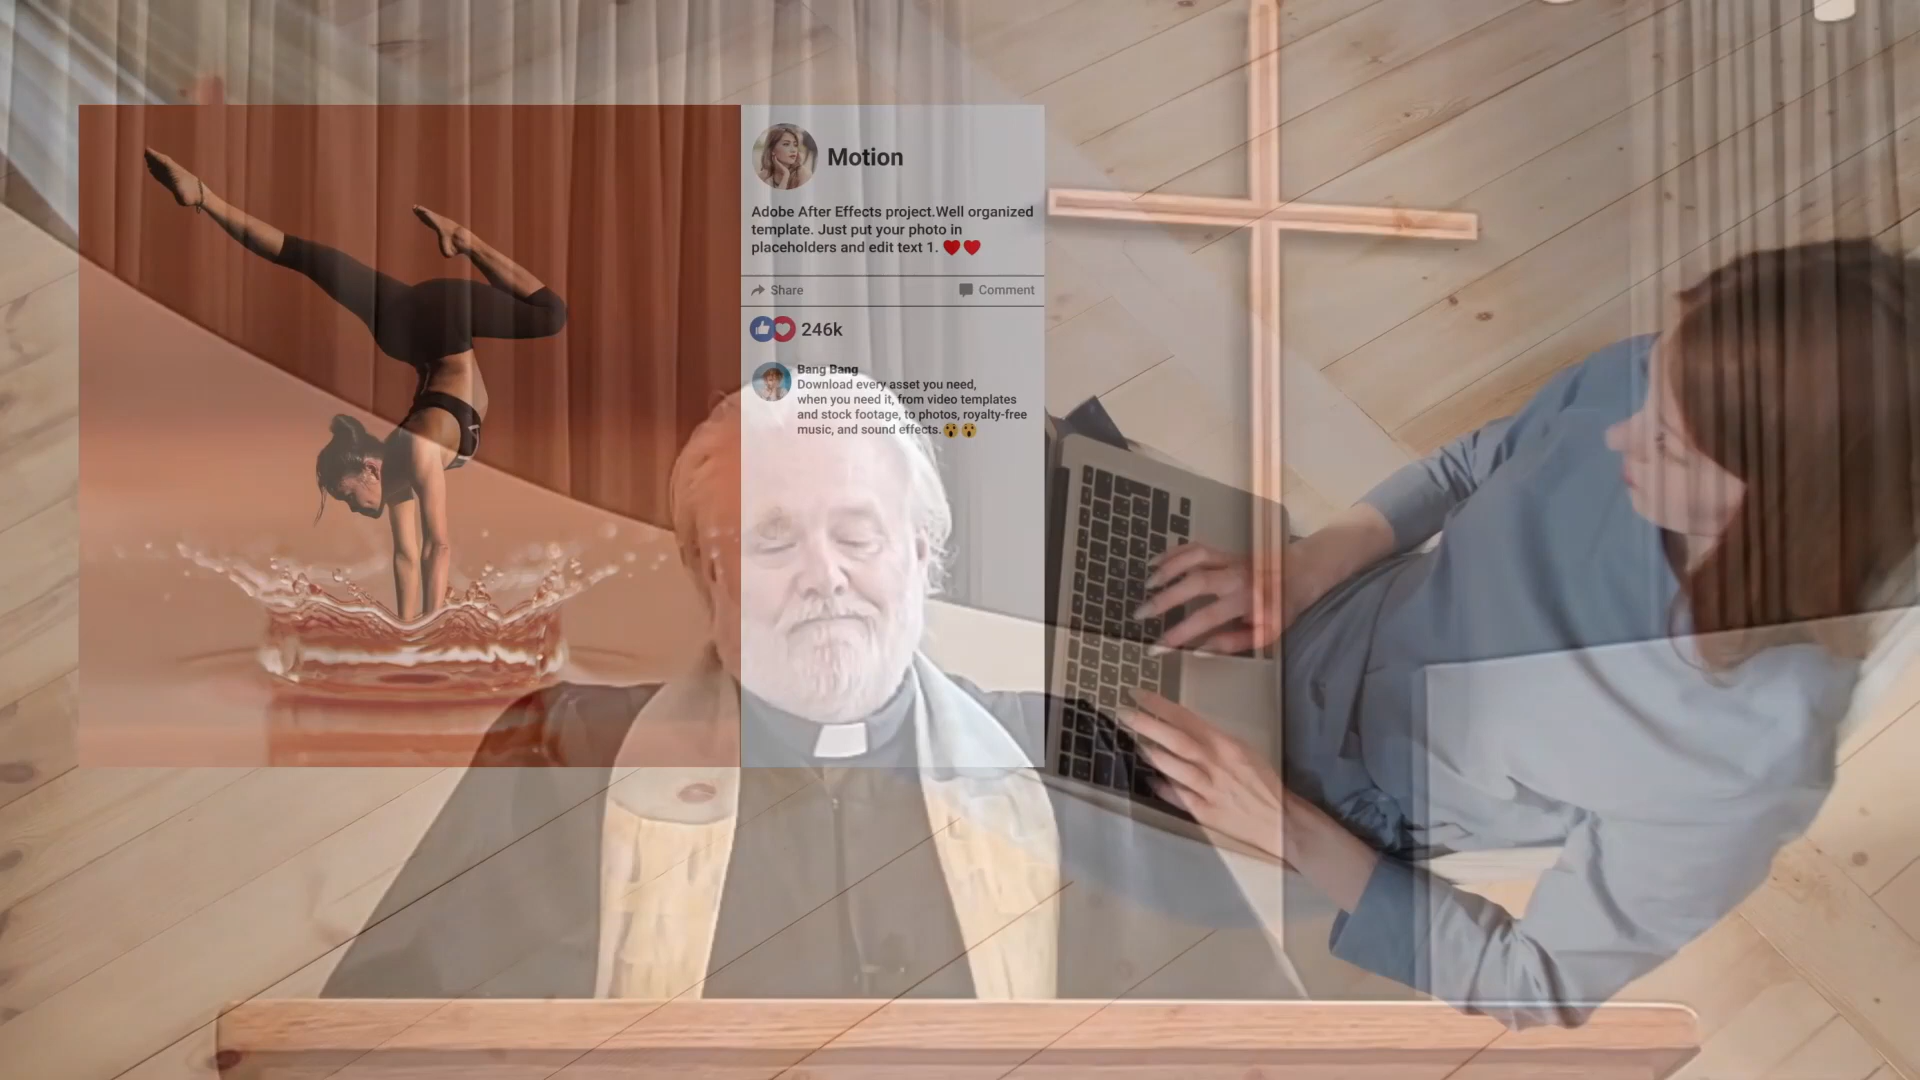 Motion
Adobe After Effects project.Well organized
template. Just put your photo in
placeholders and edit text 1. ❤️❤️
Share
Comment
246k
Bang Bang
Download every asset you need,
when you need it, from video templates
and stock footage, to photos, royalty-free
music, and sound effects.😲😲